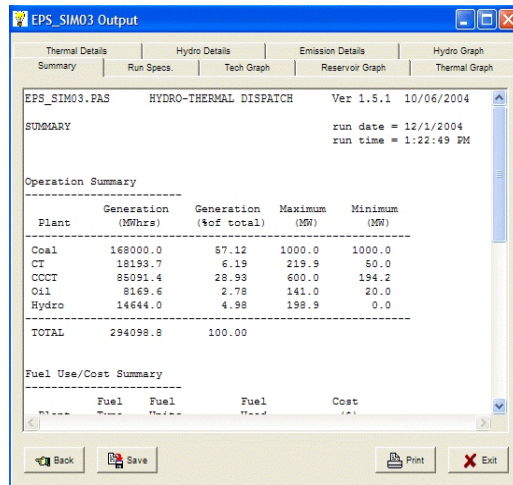 EPS_SIM03 Output
Thermal Details Hydro Details Emission Details Hydro Graph
Summary Run Specs. Tech Graph Reservoir Graph Thermal Graph
EPS_SIM03.PAS HYDRO-THERMAL DISPATCH Ver 1.5.1 10/06/2004
SUMMARY run date = 12/1/2004
run time = 1:22:49 PM
Operation Summary
Generation Generation Maximum Minimum
Plant (MWhrs) (%of total) (MW) (MW)
Coal 168000.0 57.12 1000.0 1000.0
CT 18193.7 6.19 219.9 50.0
CCCT 85091.4 28.93 600.0 194.2
Oil 8169.6 2.78 141.0 20.0
Hydro 14644.0 4.98 198.9 0.0
TOTAL 294098.8 100.00
Fuel Use/Cost Summary
Fuel Fuel Fuel Cost
Back Save Print Exit